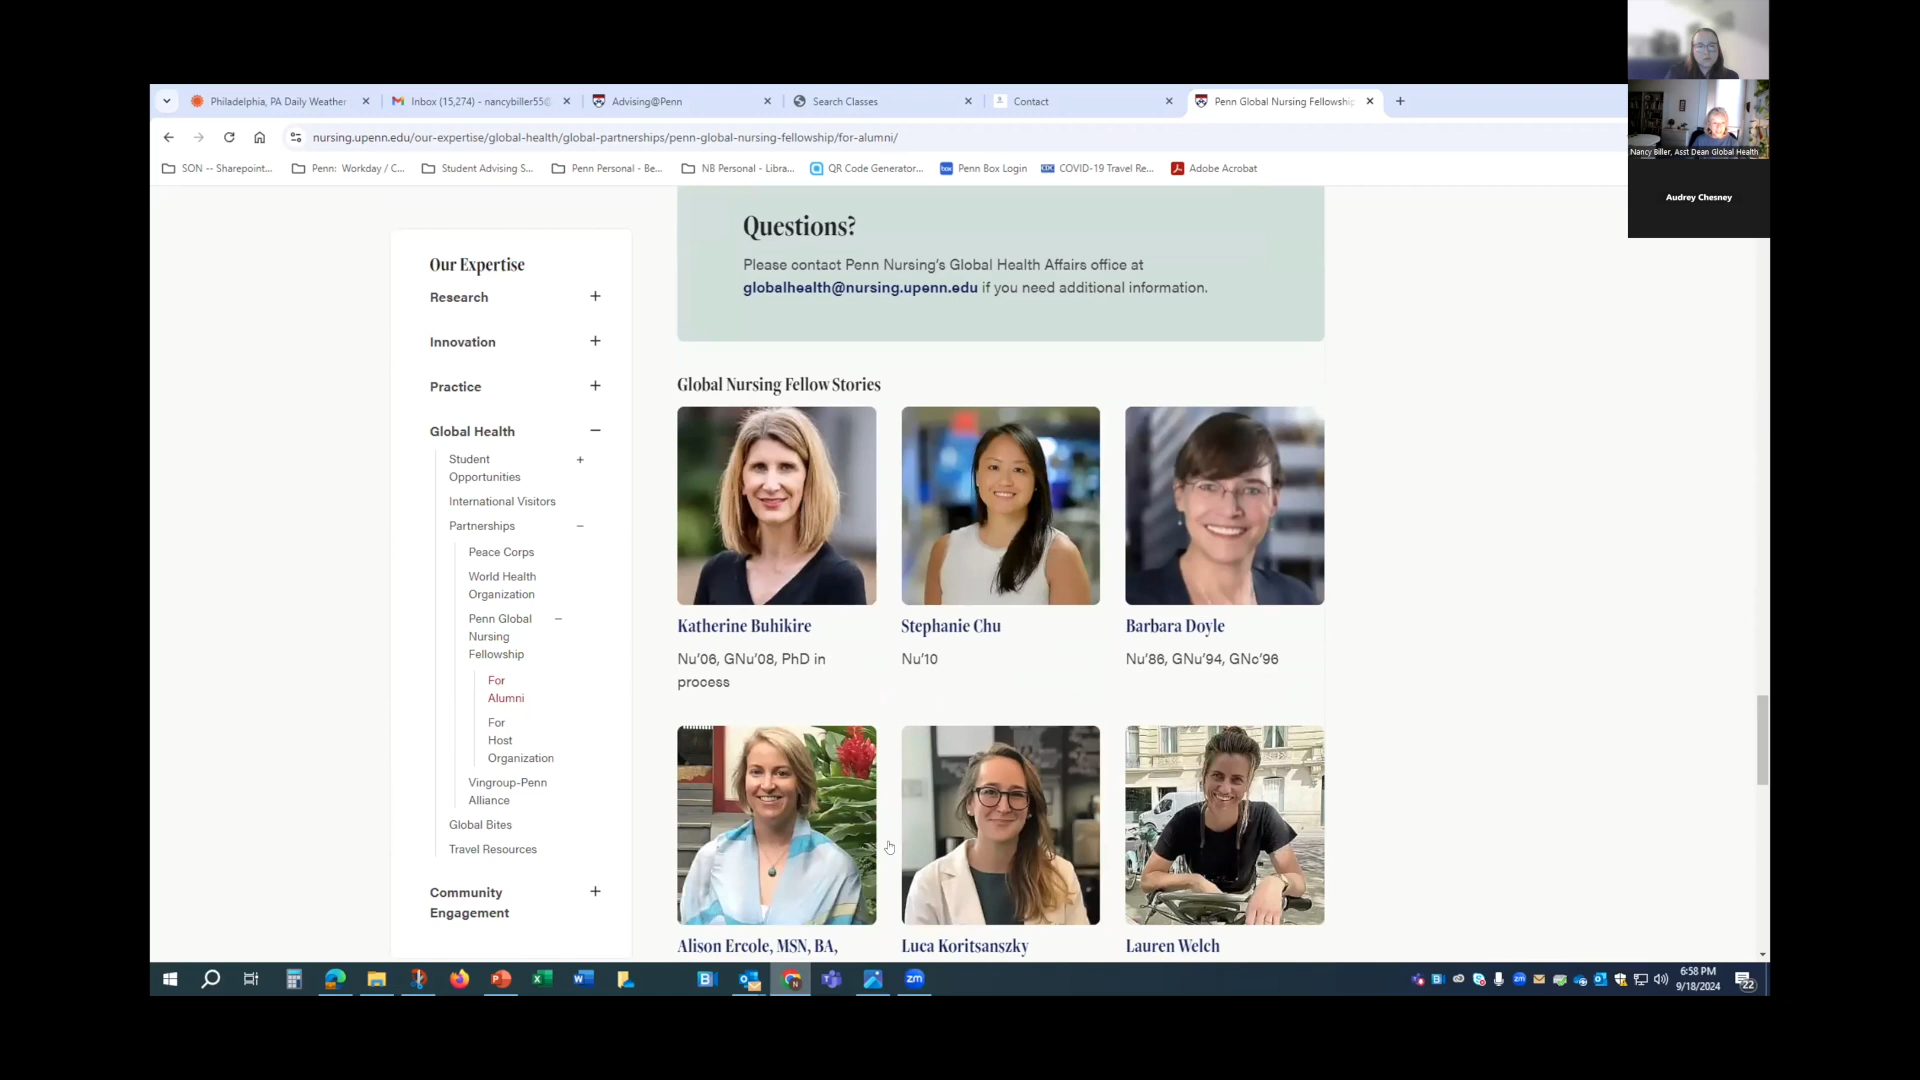 Philadelphia, PA Daily Weather
Inbox (15,274) - nancybiller55@
Advising@Penn
Search Classes
Contact
Penn Global Nursing Fellowship
nursing.upenn.edu/our-expertise/global-health/global-partnerships/penn-global-nursing-fellowship/for-alumni/
SON -- Sharepoint...
Penn: Workday / C...
Student Advising S...
Penn Personal - Be...
NB Personal - Libra...
QR Code Generator...
Penn Box Login
COVID-19 Travel Re...
Adobe Acrobat
Nancy Biller, Asst Dean Global Health
Audrey Chesney
Our Expertise
Research
Innovation
Practice
Global Health
Student
Opportunities
International Visitors
Partnerships
Peace Corps
World Health
Organization
Penn Global
Nursing
Fellowship
For
Alumni
For
Host
Organization
Vingroup-Penn
Alliance
Global Bites
Travel Resources
Community
Engagement
Questions?
Please contact Penn Nursing's Global Health Affairs office at
globalhealth@nursing.upenn.edu if you need additional information.
Global Nursing Fellow Stories
Katherine Buhikire
Nu'06, GNu'08, PhD in
process
Stephanie Chu
Nu'10
Barbara Doyle
Nu'86, GNu'94, GNc'96
Alison Ercole, MSN, BA,
Luca Koritsanszky
Lauren Welch
6:58 PM
9/18/2024
22